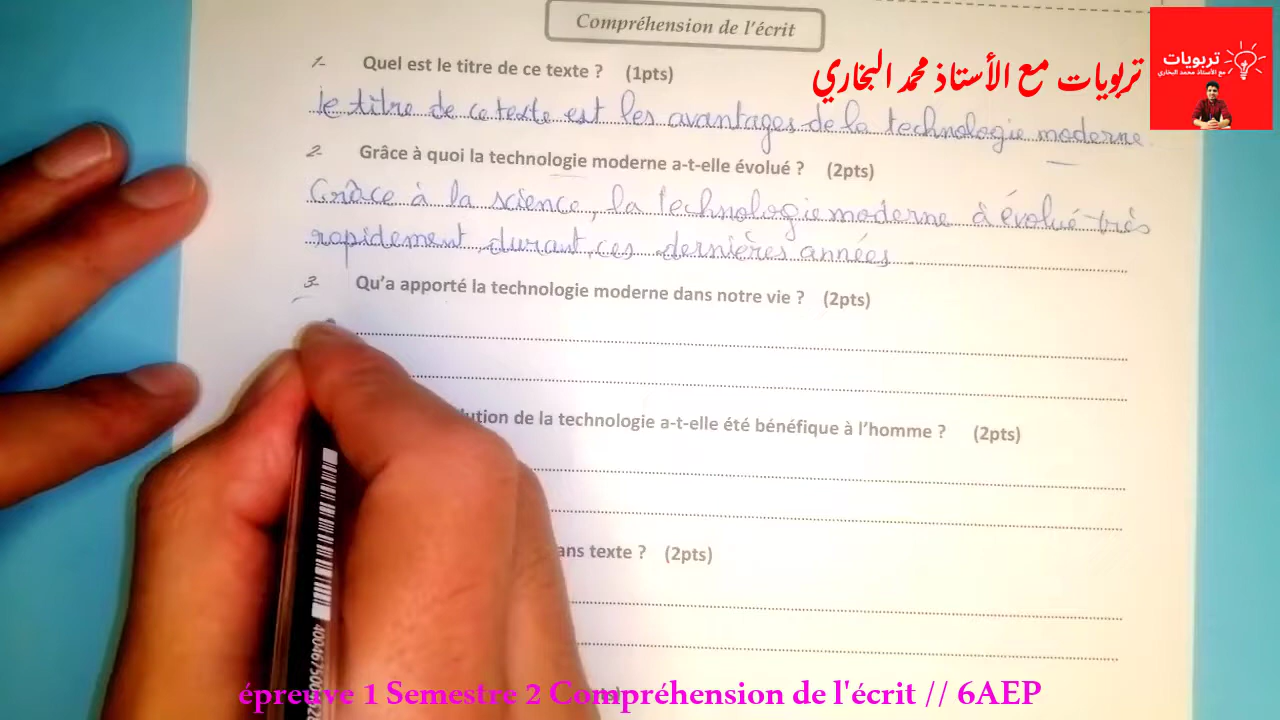 Compréhension de l'écrit
تربويات مع الأستاذ محمد البخاري
تربويات
مع الأستاذ محمد البخاري
1- Quel est le titre de ce texte ? (1pts)
le titre de ce texte est les avantages de la technologie moderne.
2- Grâce à quoi la technologie moderne a-t-elle évolué ? (2pts)
Grâce à la science, la technologie moderne à évolué très
rapidement durant ces dernières années.
3- Qu'a apporté la technologie moderne dans notre vie ? (2pts)
lution de la technologie a-t-elle été bénéfique à l'homme ? (2pts)
ans texte ? (2pts)
épreuve 1 Semestre 2 Compréhension de l'écrit // 6AEP